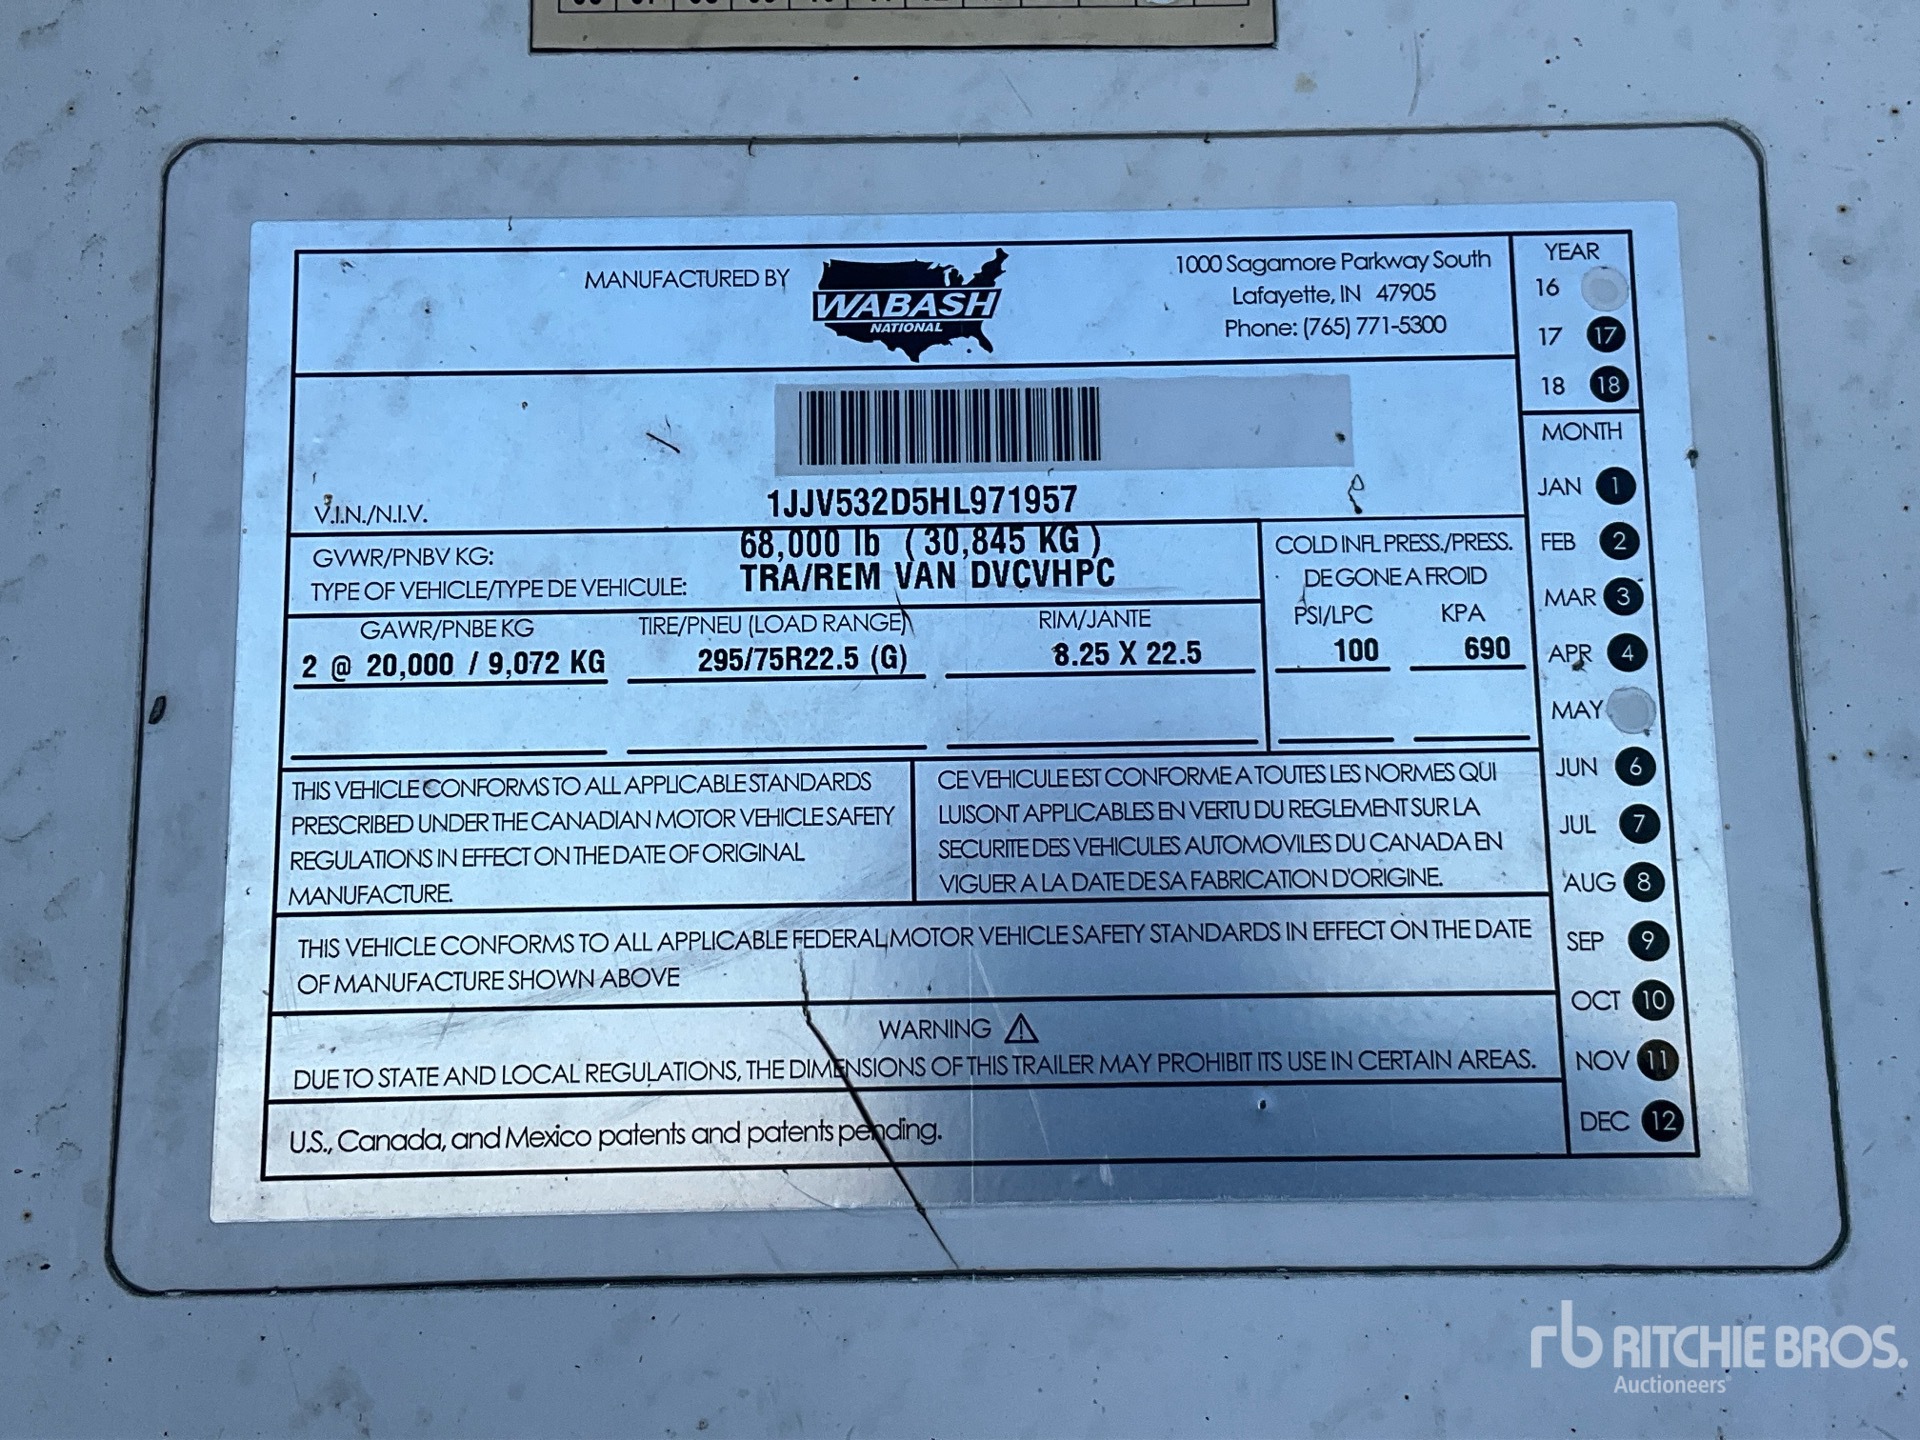 MANUFACTURED BY
WABASH
NATIONAL
1000 Sagamore Parkway South
Lafayette, IN 47905
Phone: (765) 771-5300
YEAR
16
17 17
18 18
V.I.N./N.I.V.
1JJV532D5HL971957
GVWR/PNBV KG:
68,000 lb ( 30,845 KG )
TYPE OF VEHICLE/TYPE DE VEHICULE:
TRA/REM VAN DVCVHPC
COLD INFL PRESS./PRESS.
DE GONE A FROID
PSI/LPC KPA
100 690
GAWR/PNBE KG TIRE/PNEU (LOAD RANGE) RIM/JANTE
2 @ 20,000 / 9,072 KG 295/75R22.5 (G) 8.25 X 22.5
THIS VEHICLE CONFORMS TO ALL APPLICABLE STANDARDS
PRESCRIBED UNDER THE CANADIAN MOTOR VEHICLE SAFETY
REGULATIONS IN EFFECT ON THE DATE OF ORIGINAL
MANUFACTURE.
CE VEHICULE EST CONFORME A TOUTES LES NORMES QUI
LUISONT APPLICABLES EN VERTU DU REGLEMENT SUR LA
SECURITE DES VEHICULES AUTOMOVILES DU CANADA EN
VIGUER A LA DATE DE SA FABRICATION D'ORIGINE.
THIS VEHICLE CONFORMS TO ALL APPLICABLE FEDERAL MOTOR VEHICLE SAFETY STANDARDS IN EFFECT ON THE DATE
OF MANUFACTURE SHOWN ABOVE
WARNING
DUE TO STATE AND LOCAL REGULATIONS, THE DIMENSIONS OF THIS TRAILER MAY PROHIBIT ITS USE IN CERTAIN AREAS.
U.S., Canada, and Mexico patents and patents pending.
MONTH
JAN 1
FEB 2
MAR 3
APR 4
MAY
JUN 6
JUL 7
AUG 8
SEP 9
OCT 10
NOV 11
DEC 12
rb RITCHIE BROS.
Auctioneers